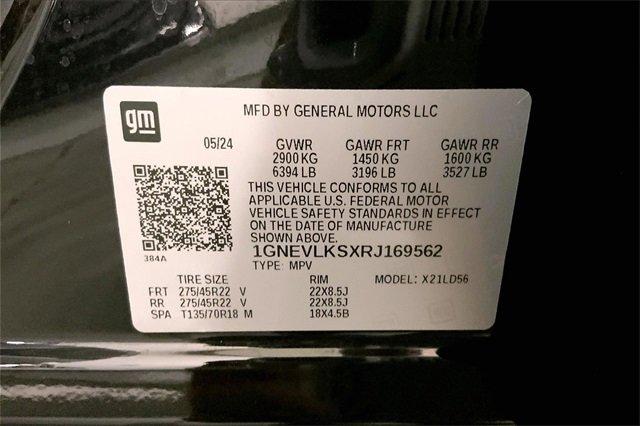 gm
MFD BY GENERAL MOTORS LLC
05/24 GVWR GAWR FRT GAWR RR
2900 KG 1450 KG 1600 KG
6394 LB 3196 LB 3527 LB
THIS VEHICLE CONFORMS TO ALL
APPLICABLE U.S. FEDERAL MOTOR
VEHICLE SAFETY STANDARDS IN EFFECT
ON THE DATE OF MANUFACTURE
SHOWN ABOVE.
384A
1GNEVLKSXRJ169562
TYPE: MPV
TIRE SIZE RIM MODEL: X21LD56
FRT 275/45R22 V 22X8.5J
RR 275/45R22 V 22X8.5J
SPA T135/70R18 M 18X4.5B